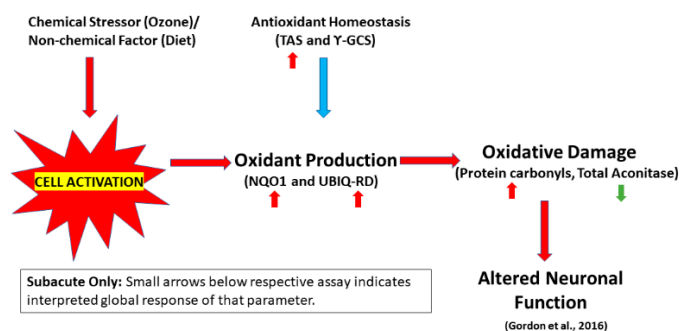 Chemical Stressor (Ozone)/
Non-chemical Factor (Diet)
Antioxidant Homeostasis
(TAS and ϒ-GCS)
CELL ACTIVATION
Oxidant Production
(NQO1 and UBIQ-RD)
Oxidative Damage
(Protein carbonyls, Total Aconitase)
Subacute Only: Small arrows below respective assay indicates
interpreted global response of that parameter.
Altered Neuronal
Function
(Gordon et al., 2016)